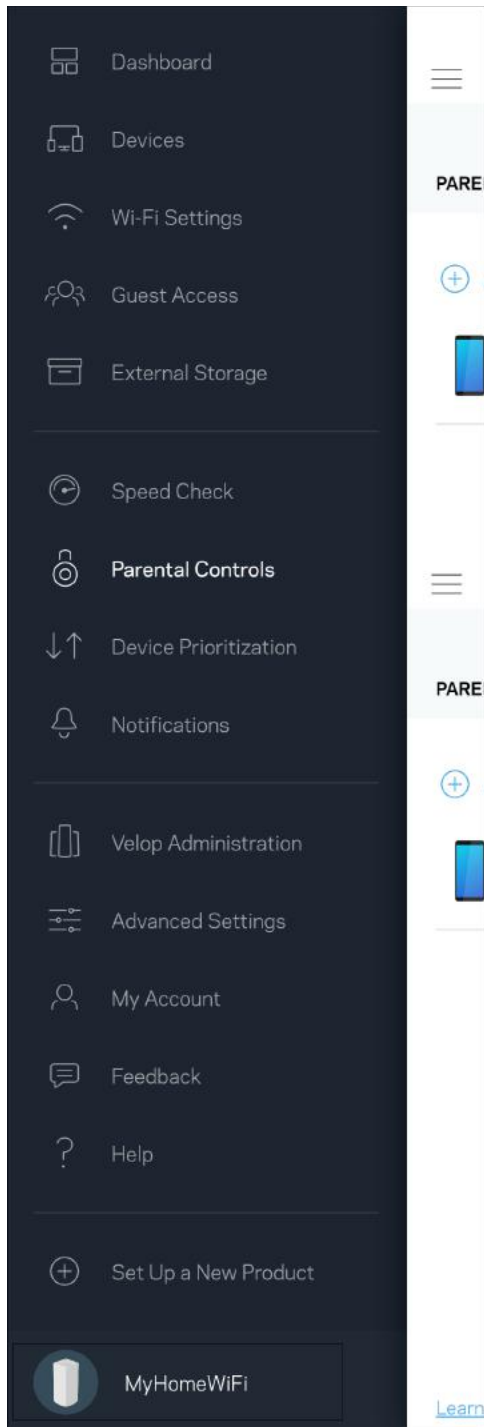 Dashboard
Devices
Wi-Fi Settings
Guest Access
External Storage
Speed Check
Parental Controls
Device Prioritization
Notifications
Velop Administration
Advanced Settings
My Account
Feedback
Help
Set Up a New Product
MyHomeWiFi
PARE
PARE
Learn